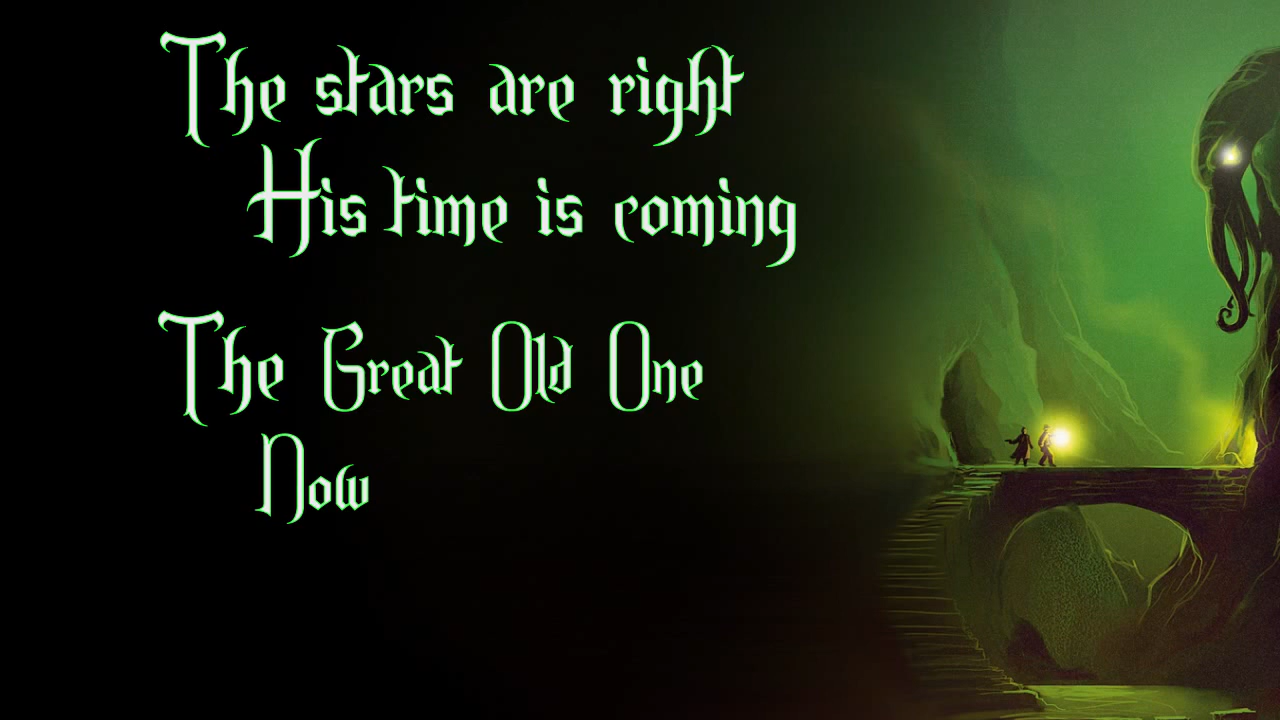 The stars are right
His time is coming
The Great Old One
Now